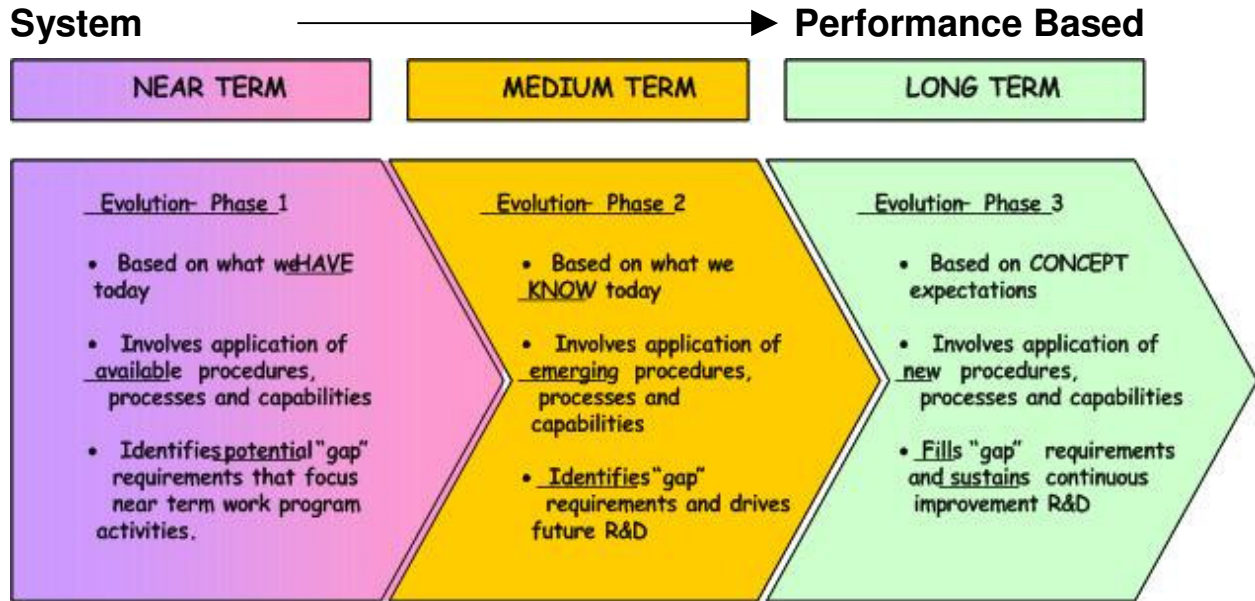 System Performance Based
NEAR TERM
MEDIUM TERM
LONG TERM
Evolution- Phase 1
• Based on what weHAVE
today
• Involves application of
available procedures,
processes and capabilities
• Identifies potential "gap"
requirements that focus
near term work program
activities.
Evolution- Phase 2
• Based on what we
KNOW today
• Involves application of
emerging procedures,
processes and
capabilities
• Identifies "gap"
requirements and drives
future R&D
Evolution- Phase 3
• Based on CONCEPT
expectations
• Involves application of
new procedures,
processes and capabilities
• Fills "gap" requirements
and sustains continuous
improvement R&D